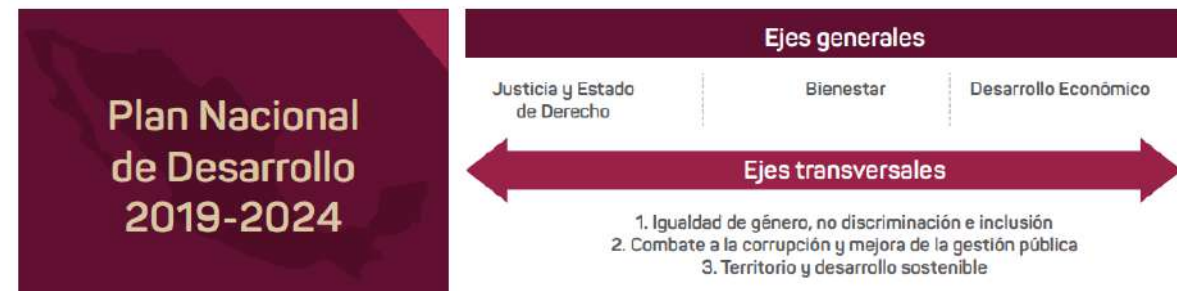 Plan Nacional
de Desarrollo
2019-2024
Ejes generales
Justicia y Estado
de Derecho
Bienestar
Desarrollo Económico
Ejes transversales
1. Igualdad de género, no discriminación e inclusión
2. Combate a la corrupción y mejora de la gestión pública
3. Territorio y desarrollo sostenible